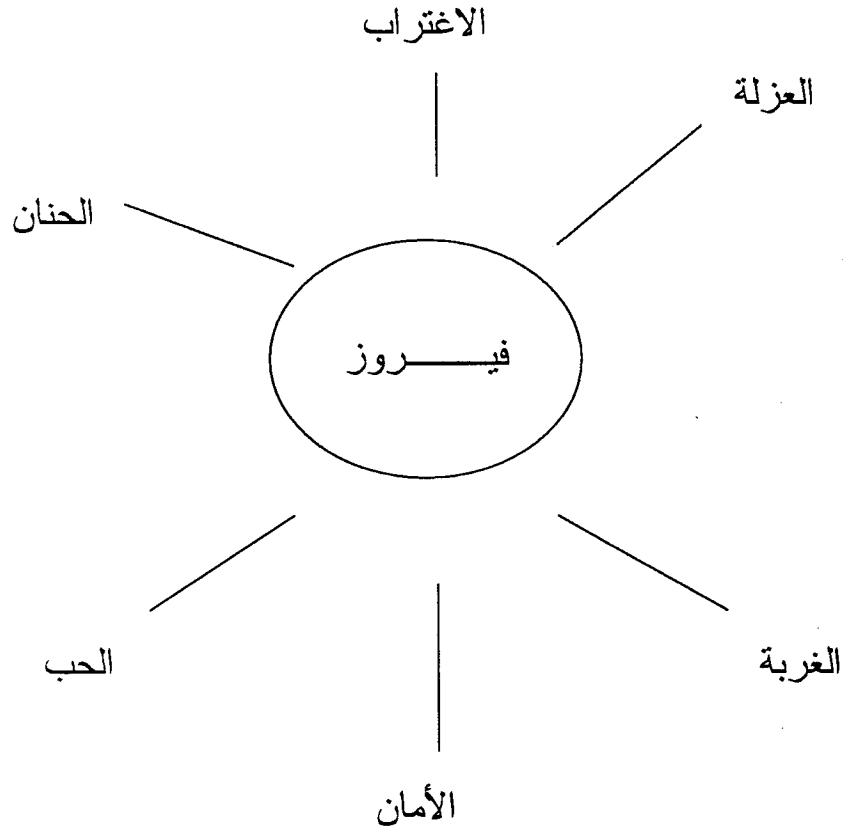 الاغتراب
العزلة
الحنان
فيـــــروز
الحب
الغربة
الأمان